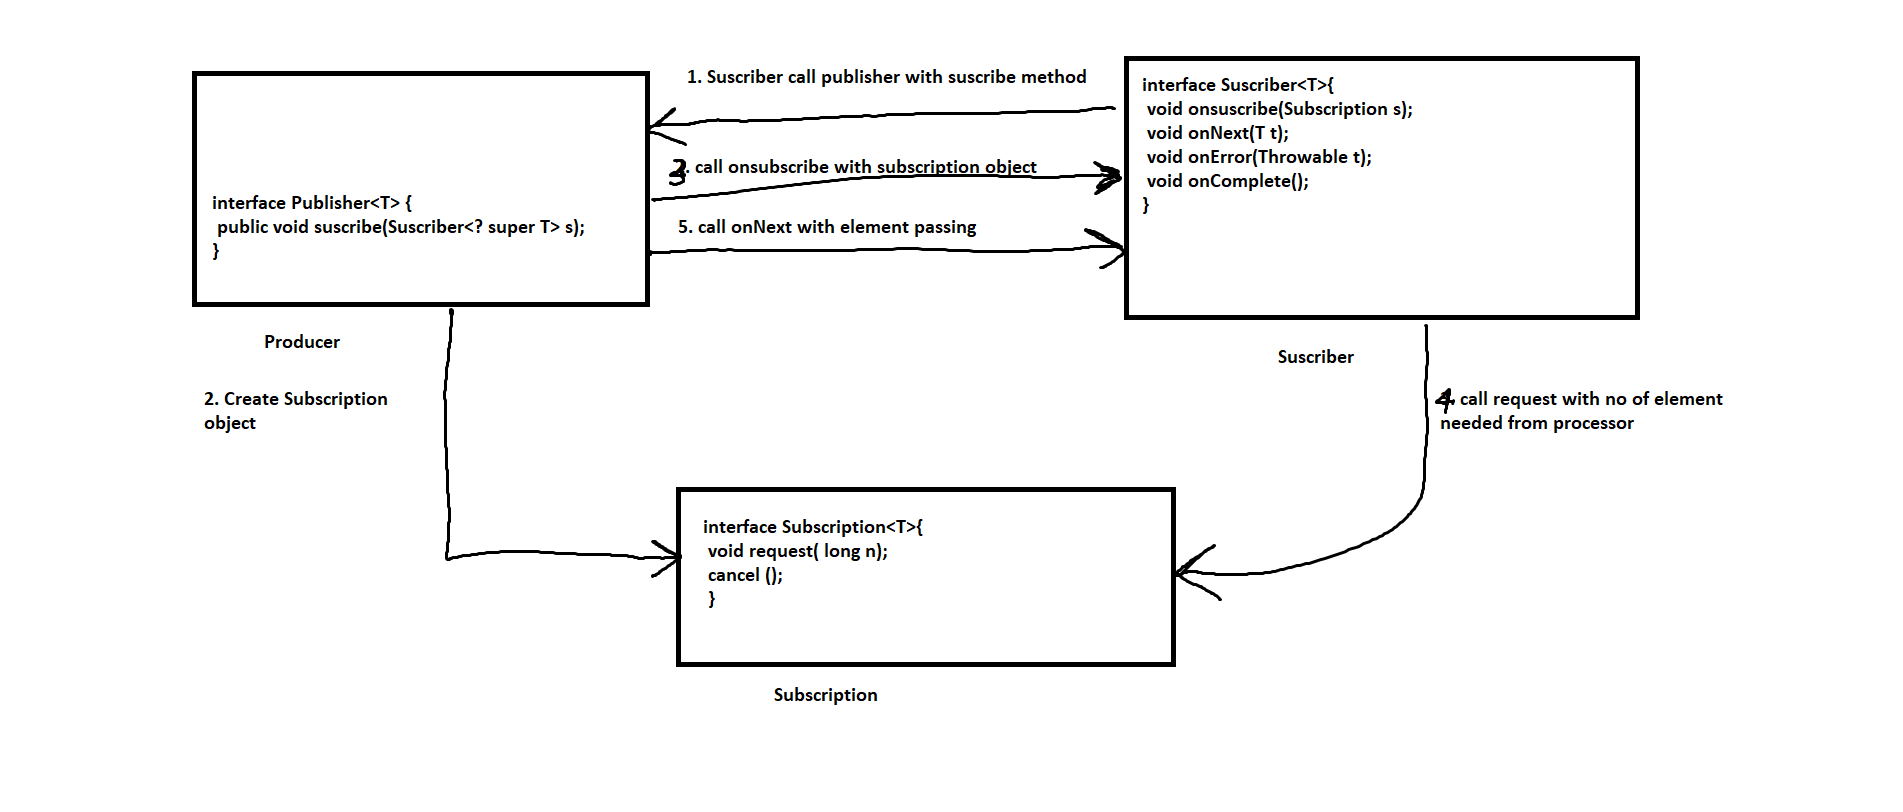 1. Suscriber call publisher with suscribe method
interface Publisher<T> {
public void suscribe(Suscriber<? super T> s);
}
Producer
3. call onsubscribe with subscription object
5. call onNext with element passing
interface Suscriber<T>{
void onsuscribe(Subscription s);
void onNext(T t);
void onError(Throwable t);
void onComplete();
}
Suscriber
2. Create Subscription
object
4. call request with no of element
needed from processor
interface Subscription<T>{
void request( long n);
cancel ();
}
Subscription